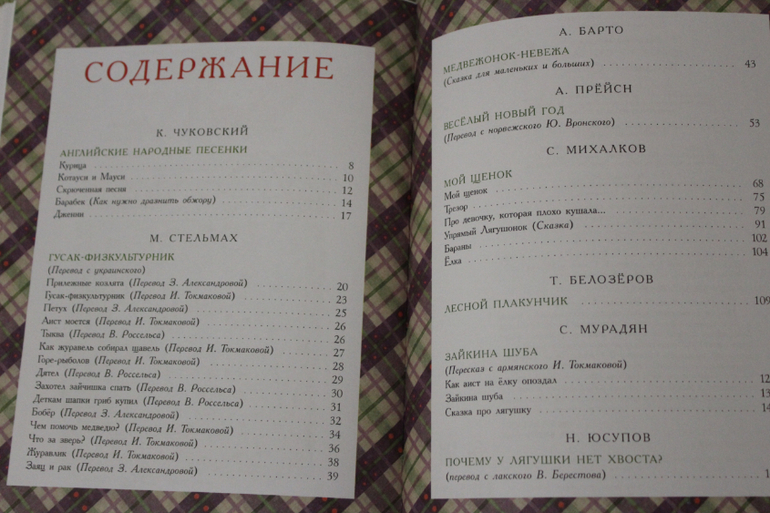 СОДЕРЖАНИЕ
К. ЧУКОВСКИЙ
АНГЛИЙСКИЕ НАРОДНЫЕ ПЕСЕНКИ
Курица 8
Котауси и Мауси 10
Скрюченная песня 12
Барабек (Как нужно дразнить обжору) 14
Дженни 17
М. СТЕЛЬМАХ
ГУСАК-ФИЗКУЛЬТУРНИК
(Перевод с украинского)
Прилежные козлята (Перевод З. Александровой) 20
Гусак-физкультурник (Перевод И. Токмаковой) 23
Петух (Перевод З. Александровой) 25
Аист моется (Перевод И. Токмаковой) 26
Тыква (Перевод В. Россельса) 26
Как журавель собирал щавель (Перевод И. Токмаковой) 27
Горе-рыболов (Перевод И. Токмаковой) 28
Дятел (Перевод В. Россельса) 29
Захотел зайчишка спать (Перевод В. Россельса) 30
Деткам шапки гриб купил (Перевод В. Россельса) 31
Бобёр (Перевод З. Александровой) 32
Чем помочь медведю? (Перевод И. Токмаковой) 34
Что за зверь? (Перевод И. Токмаковой) 36
Журавлик (Перевод И. Токмаковой) 38
Заяц и рак (Перевод З. Александровой) 39
А. БАРТО
МЕДВЕЖОНОК-НЕВЕЖА
(Сказка для маленьких и больших) 43
А. ПРЁЙСН
ВЕСЁЛЫЙ НОВЫЙ ГОД
(Перевод с норвежского Ю. Вронского) 53
С. МИХАЛКОВ
МОЙ ЩЕНОК
Мой щенок 68
Трезор 75
Про девочку, которая плохо кушала... 79
Упрямый Лягушонок (Сказка) 91
Бараны 102
Ёлка 104
Т. БЕЛОЗЁРОВ
ЛЕСНОЙ ПЛАКУНЧИК 109
С. МУРАДЯН
ЗАЙКИНА ШУБА
(Пересказ с армянского И. Токмаковой)
Как аист на ёлку опоздал 12
Зайкина шуба 13
Сказка про лягушку 14
Н. ЮСУПОВ
ПОЧЕМУ У ЛЯГУШКИ НЕТ ХВОСТА?
(перевод с лакского В. Берестова) 1